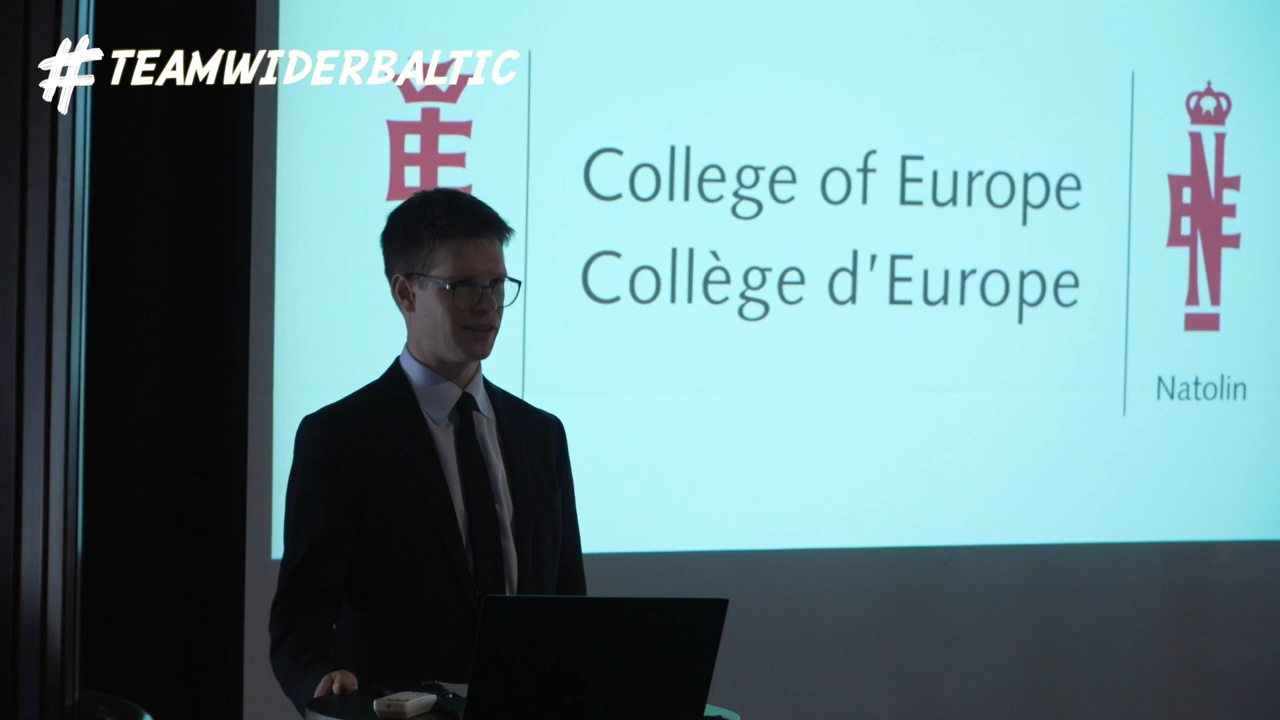 #TEAMWIDERBALTIC
College of Europe
Collège d'Europe
Natolin